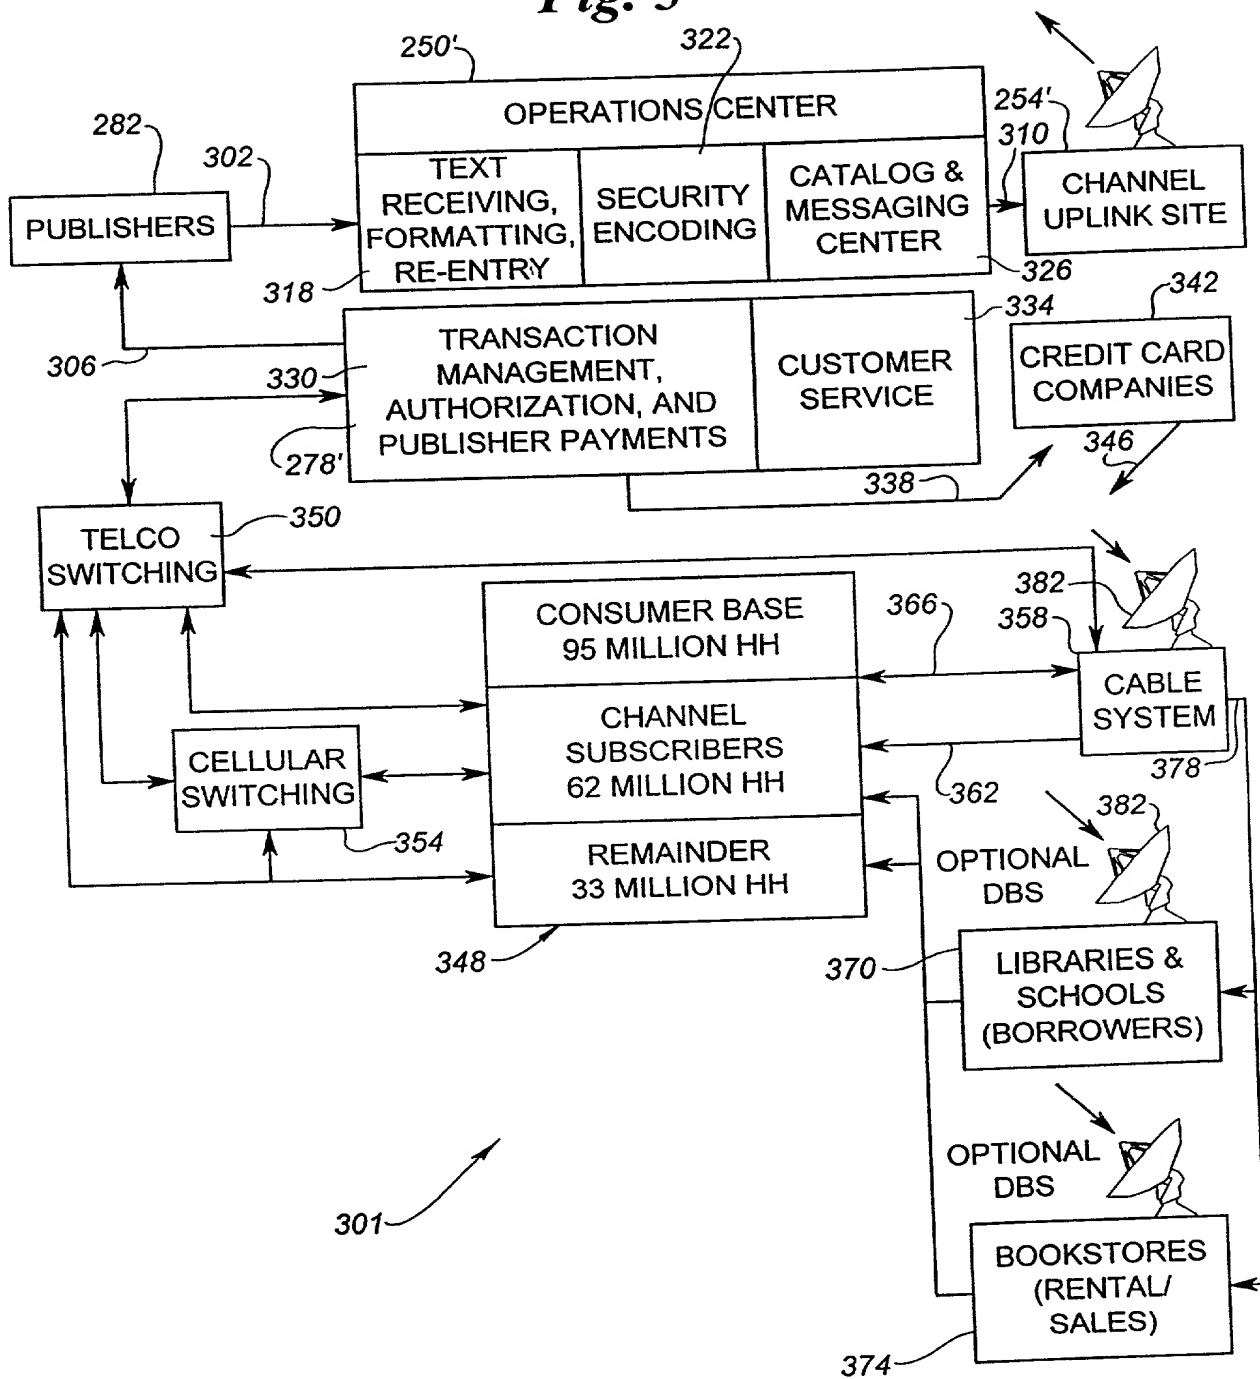 250'
322
OPERATIONS CENTER
254'
310
282
302
PUBLISHERS
TEXT
RECEIVING,
FORMATTING,
RE-ENTRY
SECURITY
ENCODING
CATALOG &
MESSAGING
CENTER
CHANNEL
UPLINK SITE
318
326
342
334
306
330
TRANSACTION
MANAGEMENT,
AUTHORIZATION, AND
PUBLISHER PAYMENTS
CUSTOMER
SERVICE
CREDIT CARD
COMPANIES
278'
338
346
350
TELCO
SWITCHING
CONSUMER BASE
95 MILLION HH
366
382
358
CHANNEL
SUBSCRIBERS
62 MILLION HH
CABLE
SYSTEM
CELLULAR
SWITCHING
362
378
354
REMAINDER
33 MILLION HH
382
OPTIONAL
DBS
348
370
LIBRARIES &
SCHOOLS
(BORROWERS)
OPTIONAL
DBS
301
BOOKSTORES
(RENTAL/
SALES)
374